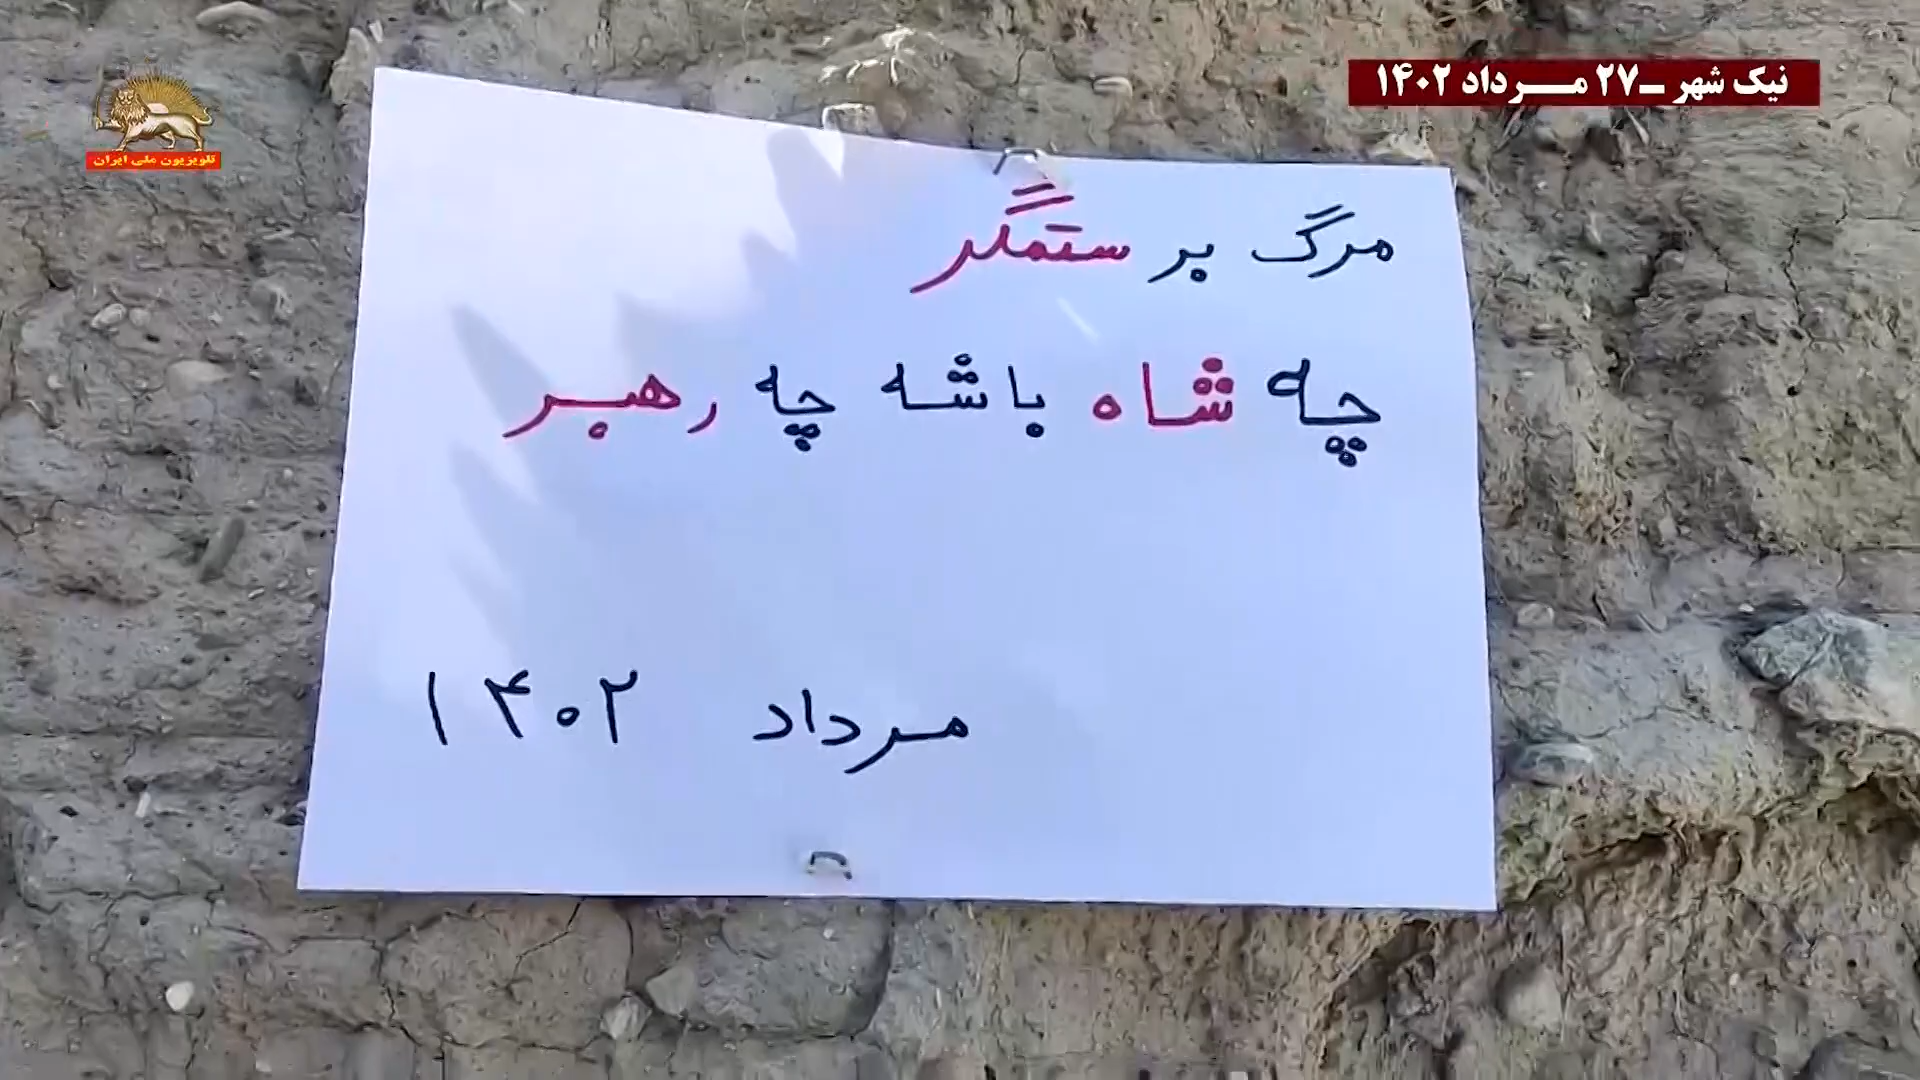 تلویزیون ملی ایران
نیک شهر ـ ۲۷ مـرداد ۱۴۰۲
مرگ بر ستمگر
چه شاه باشه چه رهبر
مرداد ۱۴۰۲